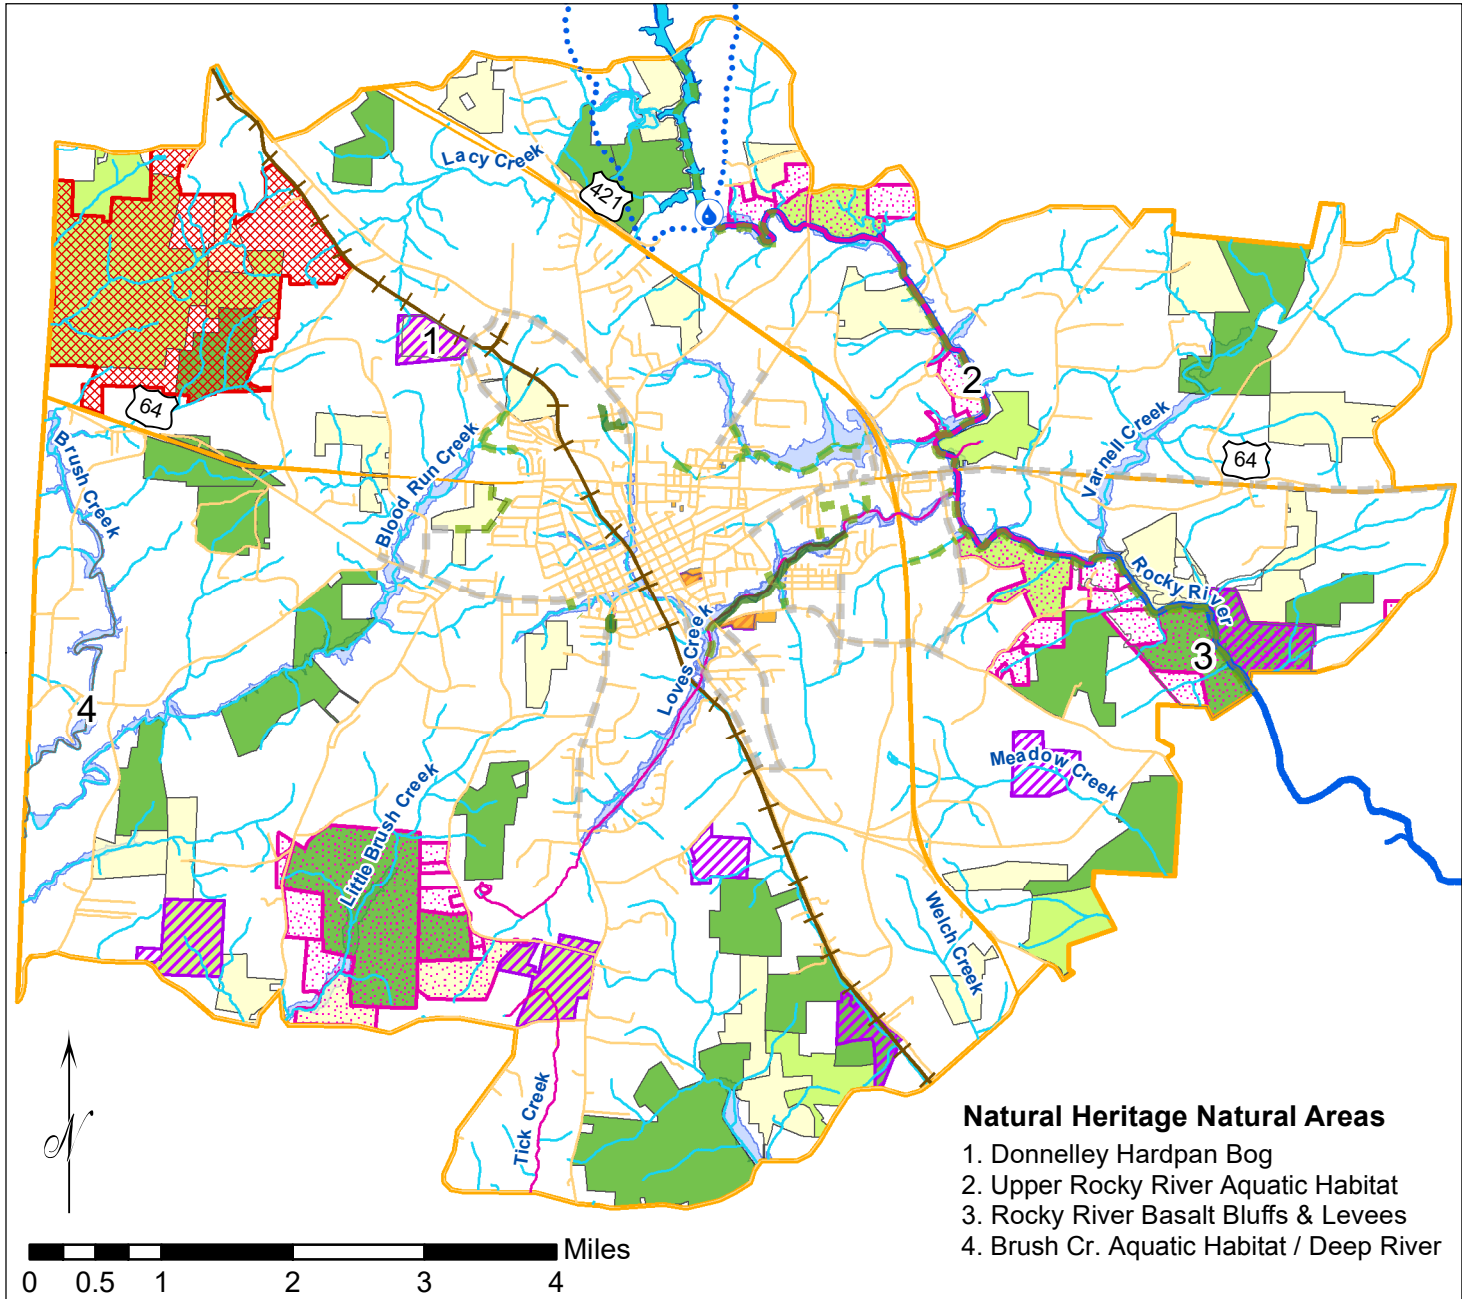 Lacy Creek
421
1
2
64
Brush Creek
Blood Run Creek
Varnell Creek
64
Rocky River
3
Loves Creek
4
Meadow Creek
Little Brush Creek
Welch Creek
Tick Creek
N
Natural Heritage Natural Areas
1. Donnelley Hardpan Bog
2. Upper Rocky River Aquatic Habitat
3. Rocky River Basalt Bluffs & Levees
4. Brush Cr. Aquatic Habitat / Deep River
Miles
0 0.5 1 2 3 4